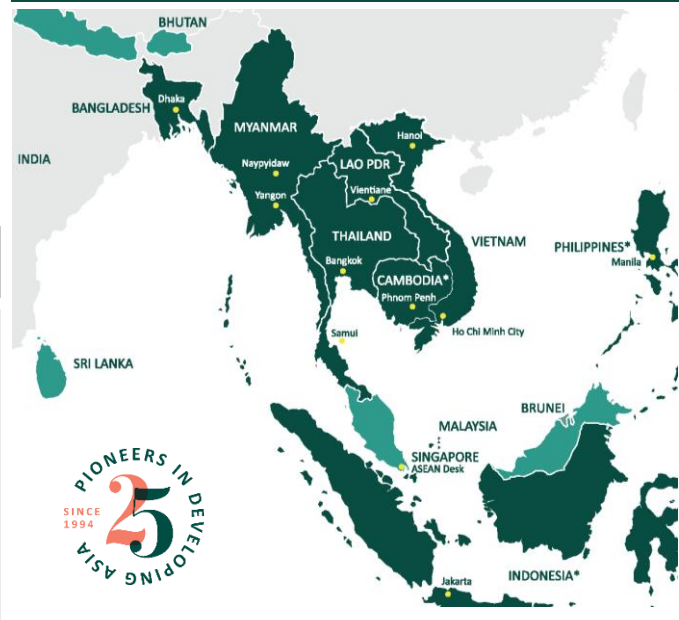 BHUTAN
Dhaka
BANGLADESH
MYANMAR
Hanoi
INDIA
LAO PDR
Naypyidaw
Vientiane
Yangon
THAILAND
VIETNAM
PHILIPPINES*
Manila
Bangkok
CAMBODIA*
Phnom Penh
Ho Chi Minh City
Samui
SRI LANKA
BRUNEI
MALAYSIA
SINGAPORE
ASEAN Desk
PIONEERS IN DEVELOPING ASIA
SINCE
1994
25
INDONESIA*
Jakarta